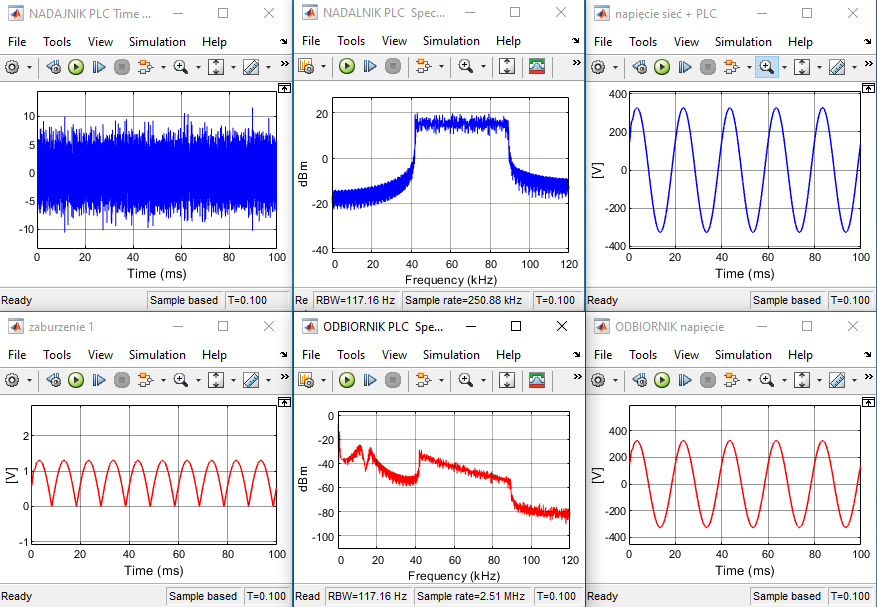 NADAJNIK PLC Time ...
File Tools View Simulation Help
10
5
0
-5
-10
0 20 40 60 80 100
Time (ms)
Ready Sample based T=0.100
NADALNIK PLC Spec...
File Tools View Simulation Help
dBm
20
0
-20
-40
0 20 40 60 80 100 120
Frequency (kHz)
Re RBW=117.16 Hz Sample rate=250.88 kHz T=0.100
napięcie sieć + PLC
File Tools View Simulation Help
[V]
400
200
0
-200
-400
0 20 40 60 80 100
Time (ms)
Ready Sample based T=0.100
zaburzenie 1
File Tools View Simulation Help
[V]
2
1
0
-1
0 20 40 60 80 100
Time (ms)
Ready Sample based T=0.100
ODBIORNIK PLC Spe...
File Tools View Simulation Help
dBm
0
-20
-40
-60
-80
-100
0 20 40 60 80 100 120
Frequency (kHz)
Read RBW=117.16 Hz Sample rate=2.51 MHz T=0.100
ODBIORNIK napięcie
File Tools View Simulation Help
[V]
400
200
0
-200
-400
0 20 40 60 80 100
Time (ms)
Ready Sample based T=0.100